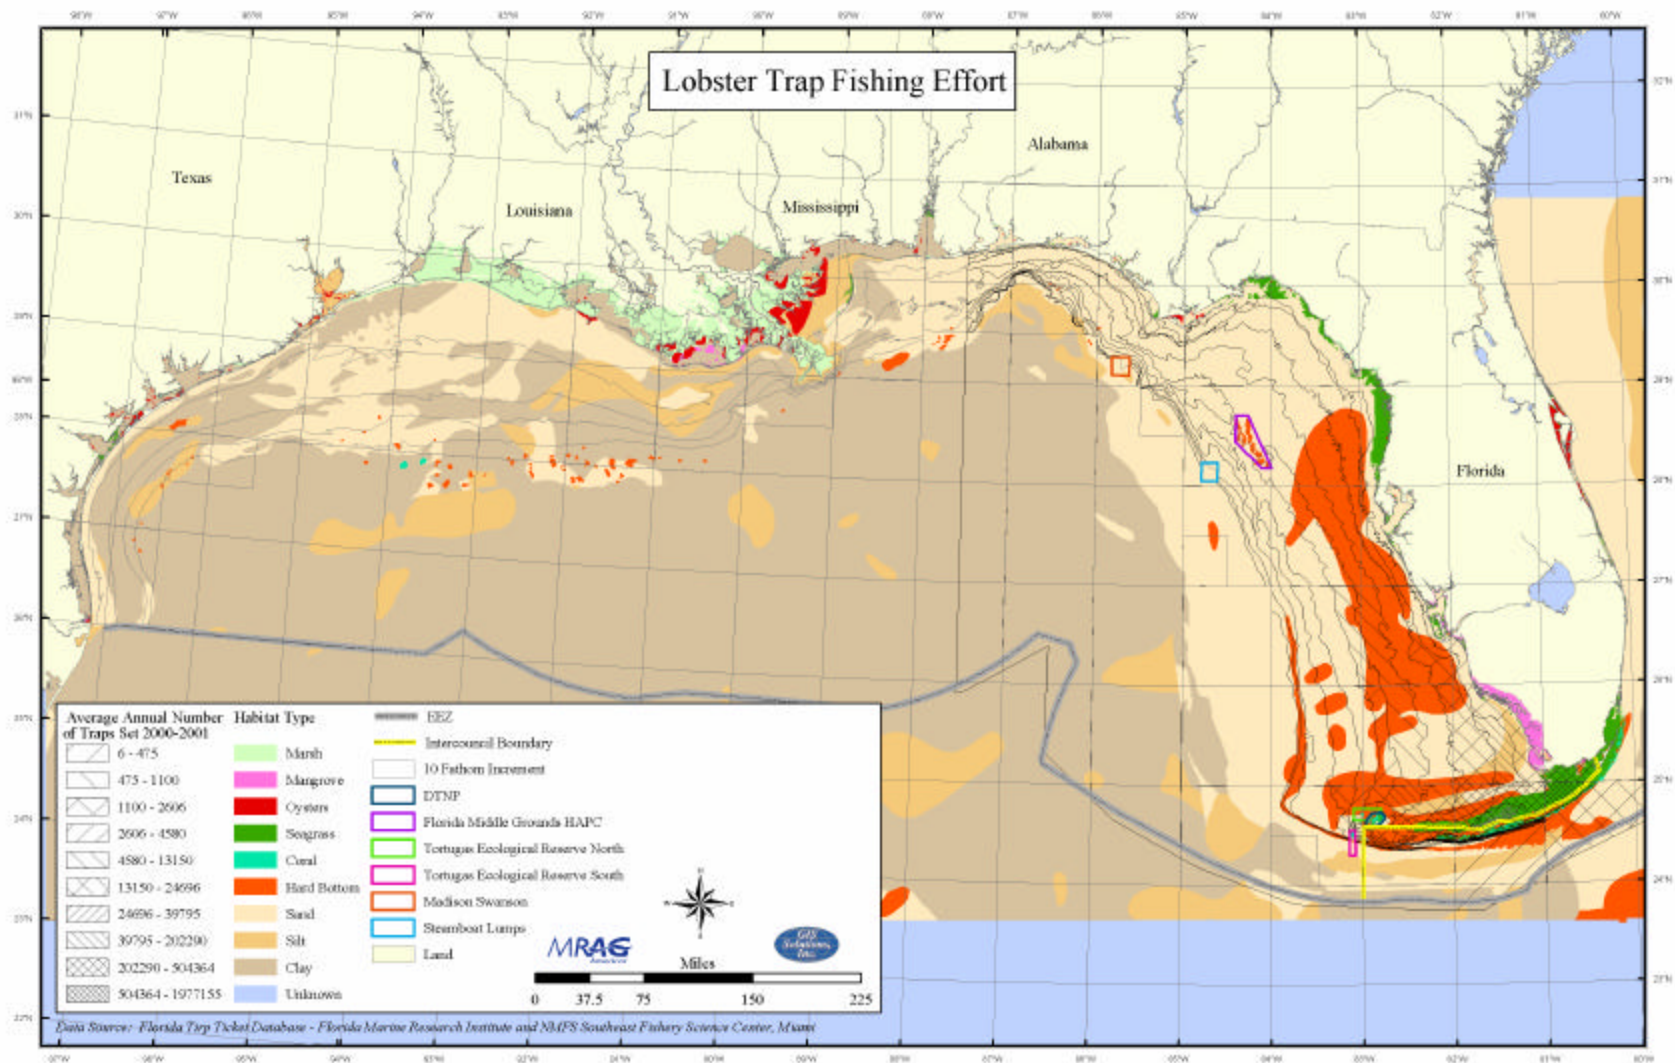 Lobster Trap Fishing Effort
Texas
Louisiana
Mississippi
Alabama
Florida
Average Annual Number
of Traps Set 2000-2001
6 - 475
475 - 1100
1100 - 2606
2606 - 4580
4580 - 13150
13150 - 24696
24696 - 39795
39795 - 202290
202290 - 504364
504364 - 1977155
Habitat Type
Marsh
Mangrove
Oysters
Seagrass
Coral
Hard Bottom
Sand
Silt
Clay
Unknown
EEZ
Intercouncil Boundary
10 Fathom Increment
DTNP
Florida Middle Grounds HAPC
Tortugas Ecological Reserve North
Tortugas Ecological Reserve South
Madison Swanson
Steamboat Lumps
Land
MRAG
Americas
GIS
Solutions,
Inc.
Miles
0 37.5 75 150 225
Data Source: Florida Tirp Ticket Database - Florida Marine Research Institute and NMFS Southeast Fishery Science Center, Miami